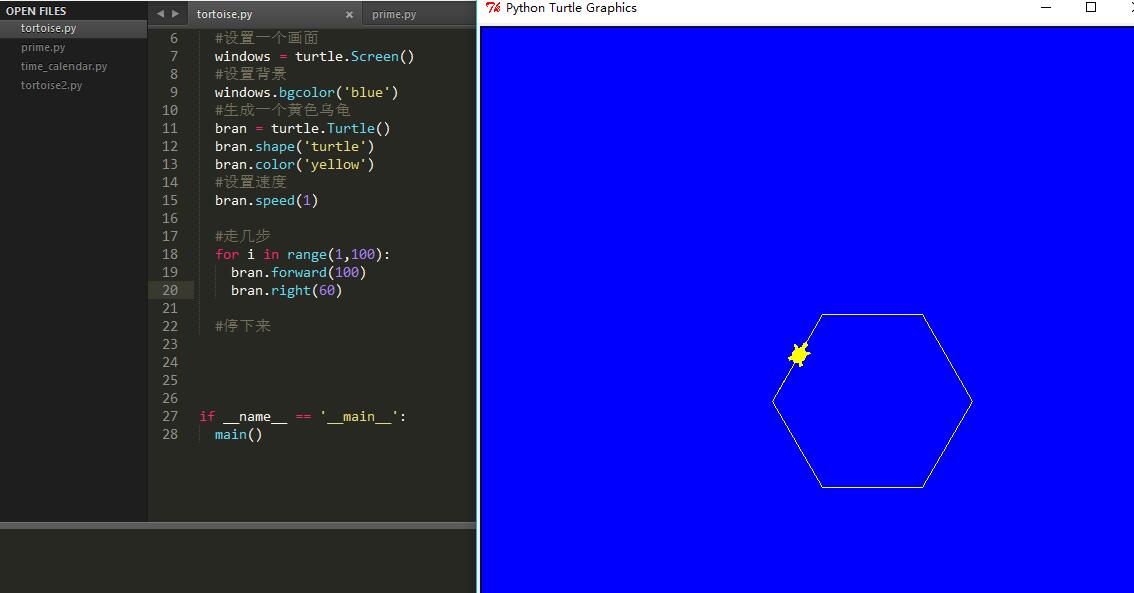 OPEN FILES
tortoise.py
prime.py
time_calendar.py
tortoise2.py
tortoise.py × prime.py
6 #设置一个画面
7 windows = turtle.Screen()
8 #设置背景
9 windows.bgcolor('blue')
10 #生成一个黄色乌龟
11 bran = turtle.Turtle()
12 bran.shape('turtle')
13 bran.color('yellow')
14 #设置速度
15 bran.speed(1)
16
17 #走几步
18 for i in range(1,100):
19 bran.forward(100)
20 bran.right(60)
21
22 #停下来
23
24
25
26
27 if __name__ == '__main__':
28 main()
Python Turtle Graphics